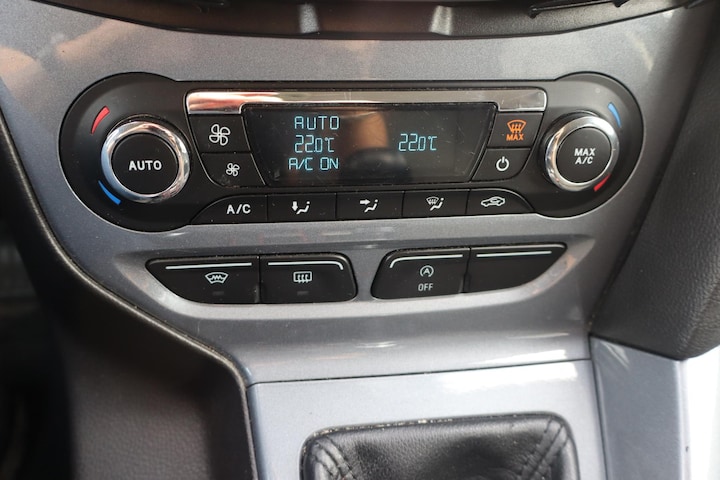 AUTO
AUTO
22.0°C 22.0°C
A/C ON
MAX
MAX
A/C
A/C
OFF